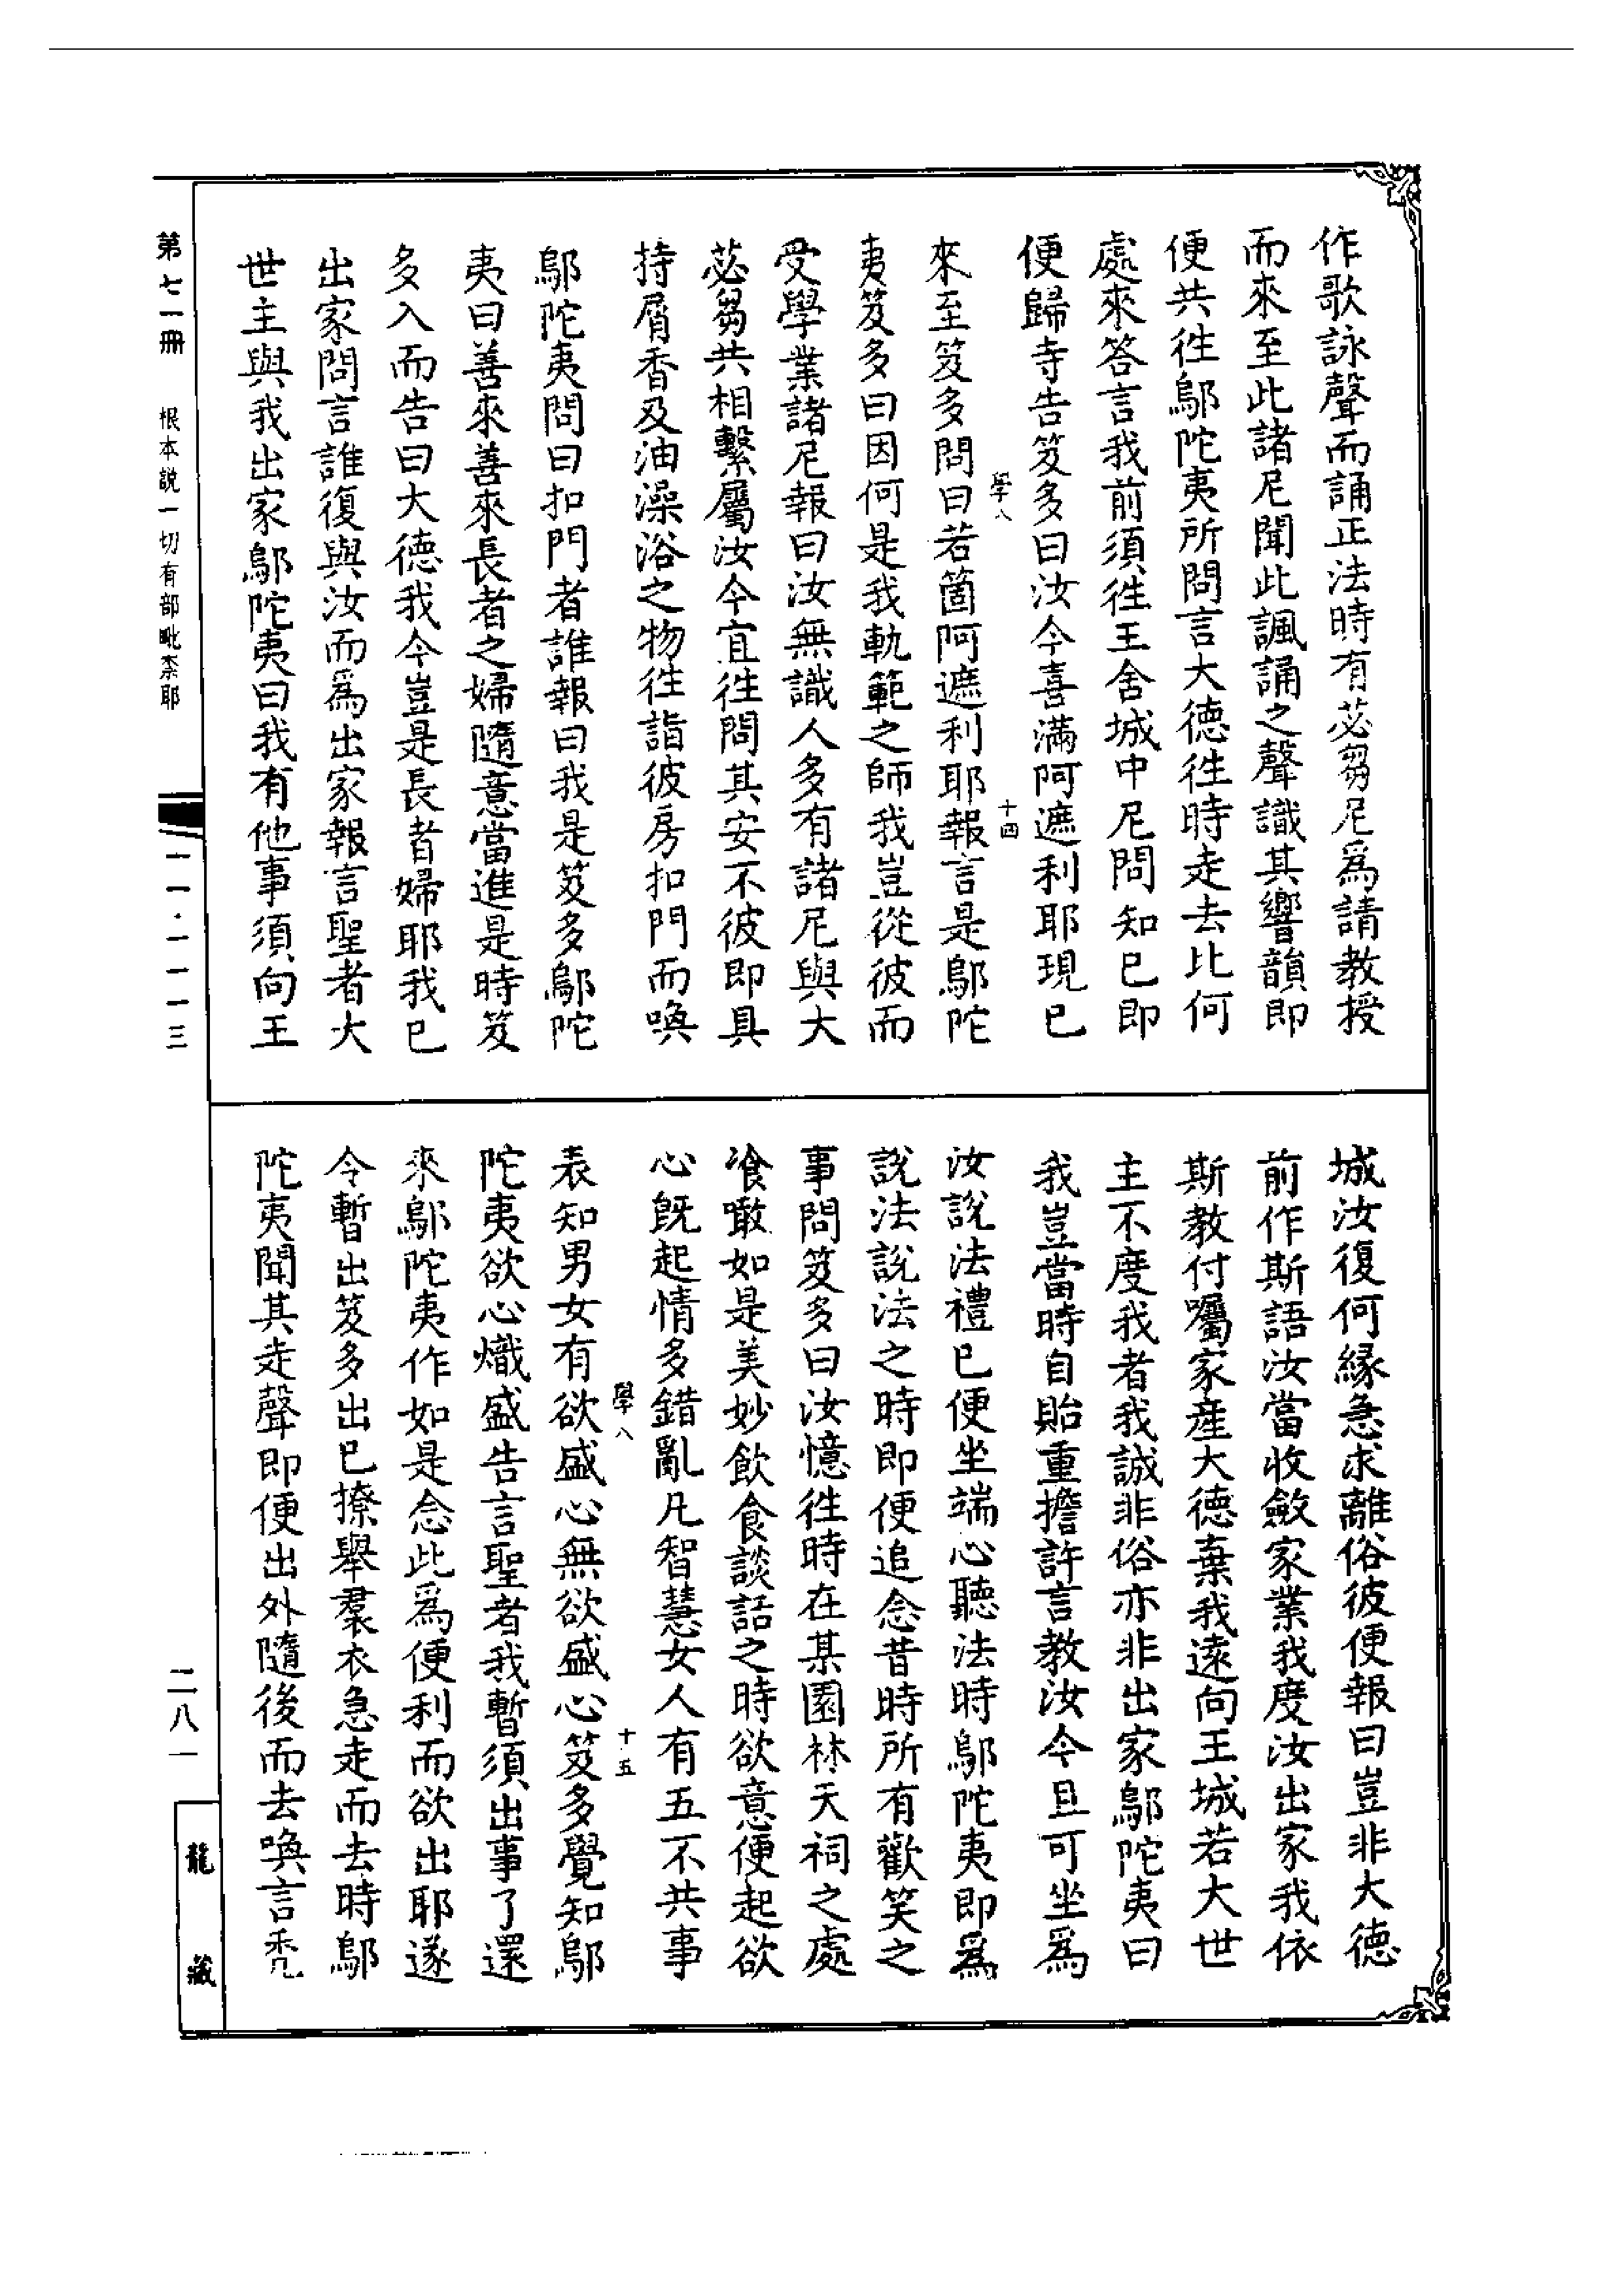 作歌詠聲而誦正法時有苾芻尼爲請教授
而來至此諸尼聞此諷誦之聲識其響韻即
便共往鄔陀夷所問言大德往時走去比何
處來答言我前須往王舍城中尼問知已即
便歸寺告笈多曰汝今喜滿阿遮利耶現已
學八
十四
來至笈多問曰若箇阿遮利耶報言是鄔陀
夷笈多曰因何是我軌範之師我豈從彼而
受學業諸尼報曰汝無識人多有諸尼與大
苾芻共相繫屬汝今宜往問其安不彼即具
持屑香及油澡浴之物往詣彼房扣門而喚
鄔陀夷問曰扣門者誰報曰我是笈多鄔陀
夷曰善來善來長者之婦隨意當進是時笈
多入而告曰大德我今豈是長者婦耶我已
出家問言誰復與汝而爲出家報言聖者大
世主與我出家鄔陀夷曰我有他事須向王
城汝復何緣急求離俗彼便報曰豈非大德
前作斯語汝當收斂家業我度汝出家我依
斯教付囑家產大德棄我遠向王城若大世
主不度我者我誠非俗亦非出家鄔陀夷曰
我豈當時自貽重擔許言教汝今且可坐爲
汝說法禮已便坐端心聽法時鄔陀夷即爲
說法說法之時即便追念昔時所有歡笑之
事問笈多曰汝憶往時在某園林天祠之處
飡噉如是美妙飲食談話之時欲意便起欲
心既起情多錯亂凡智慧女人有五不共事
學八
十五
表知男女有欲盛心無欲盛心笈多覺知鄔
陀夷欲心熾盛告言聖者我暫須出事了還
來鄔陀夷作如是念此爲便利而欲出耶遂
令暫出笈多出已撩舉裙衣急走而去時鄔
陀夷聞其走聲即便出外隨後而去喚言禿
第七一冊
根本說一切有部毗柰耶
一一·一一一三
二八一
龍藏